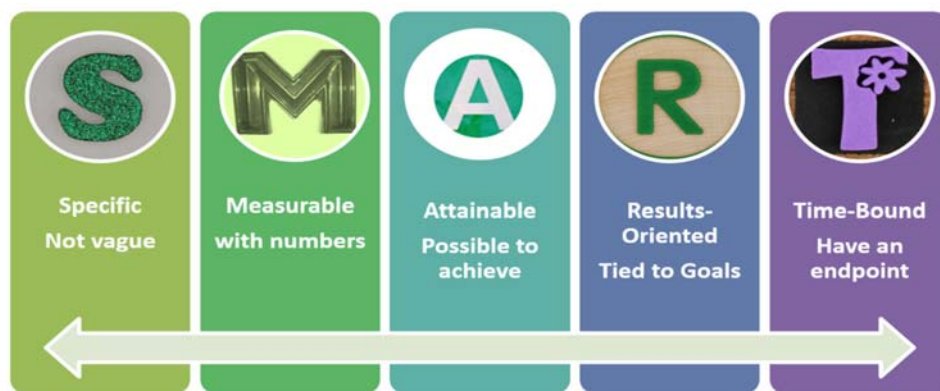 S
Specific
Not vague
M
Measurable
with numbers
A
Attainable
Possible to
achieve
R
Results-
Oriented
Tied to Goals
T
Time-Bound
Have an
endpoint